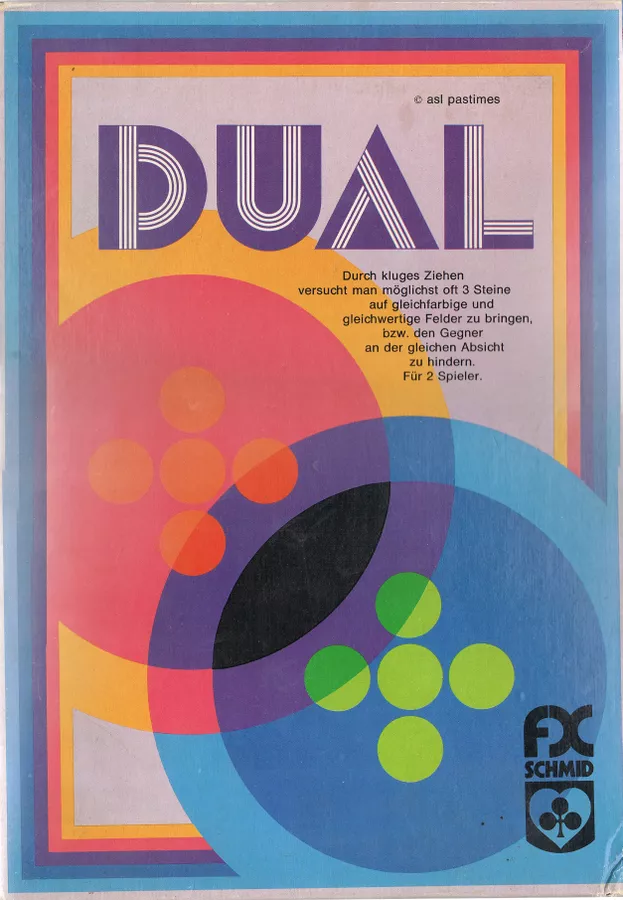 © asl pastimes
DUAL
Durch kluges Ziehen
versucht man möglichst oft 3 Steine
auf gleichfarbige und
gleichwertige Felder zu bringen,
bzw. den Gegner
an der gleichen Absicht
zu hindern.
Für 2 Spieler.
FX
SCHMID